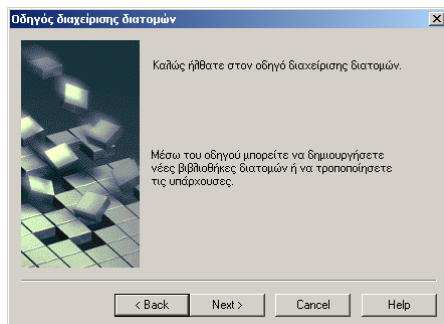 Οδηγός διαχείρισης διατομών
Καλώς ήλθατε στον οδηγό διαχείρισης διατομών.
Μέσω του οδηγού μπορείτε να δημιουργήσετε
νέες βιβλιοθήκες διατομών ή να τροποποιήσετε
τις υπάρχουσες.
< Back Next > Cancel Help